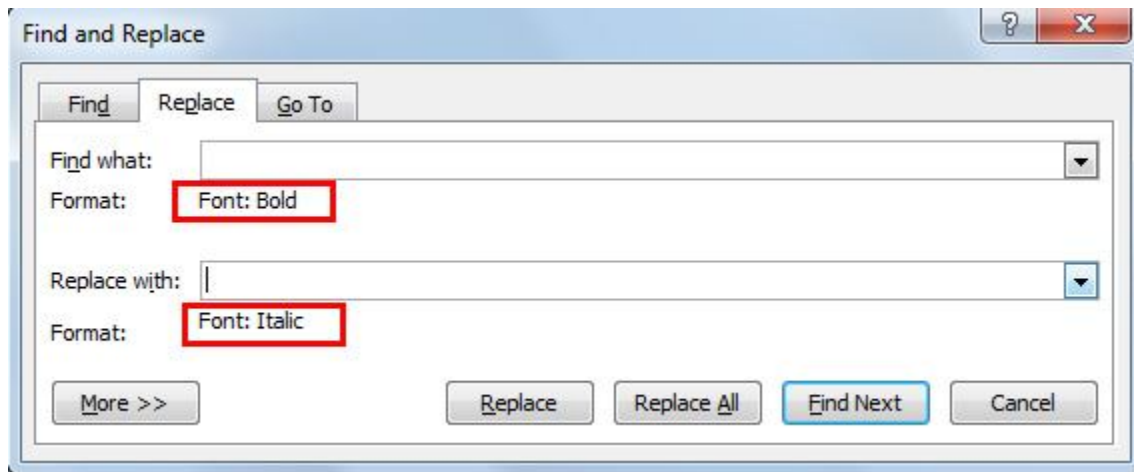 Find and Replace
Find Replace Go To
Find what:
Format: Font: Bold
Replace with:
Format: Font: Italic
More >> Replace Replace All Find Next Cancel